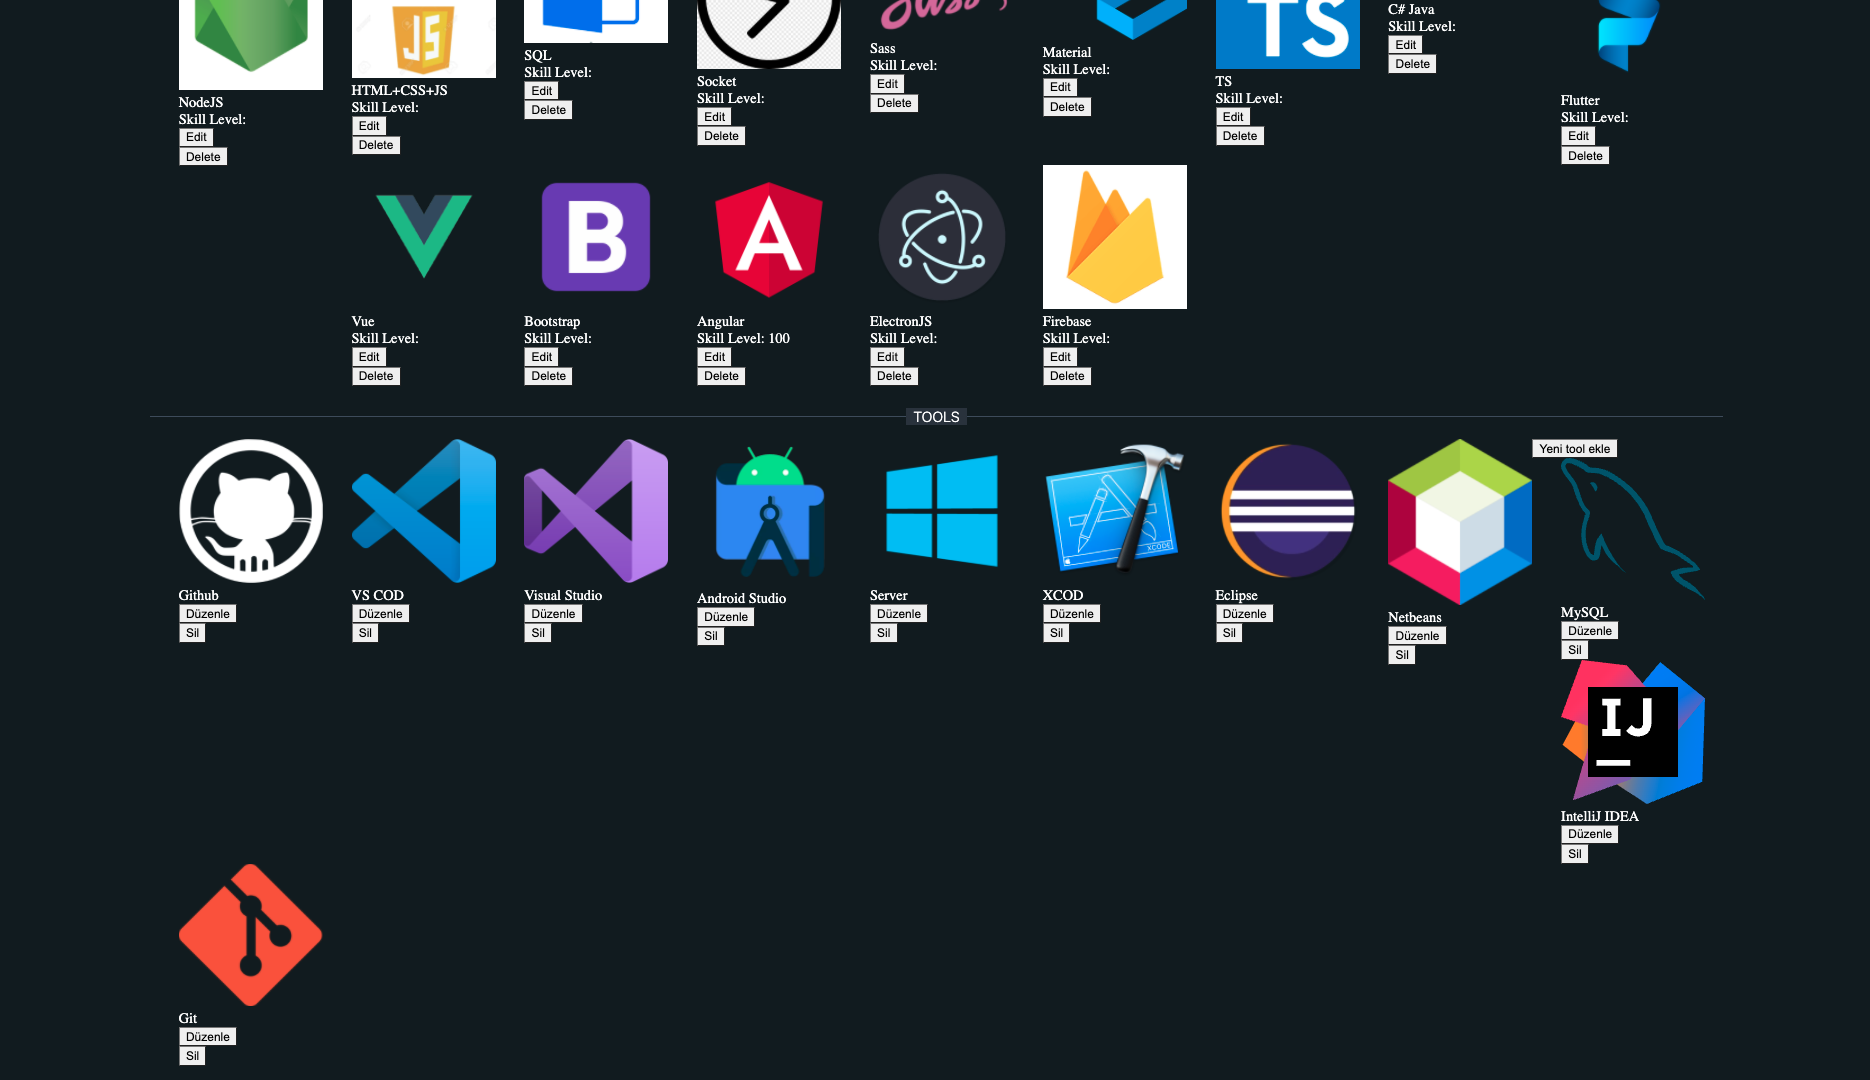 JS
Sass
TS
NodeJS
Skill Level:
Edit
Delete
HTML+CSS+JS
Skill Level:
Edit
Delete
SQL
Skill Level:
Edit
Delete
Socket
Skill Level:
Edit
Delete
Sass
Skill Level:
Edit
Delete
Material
Skill Level:
Edit
Delete
TS
Skill Level:
Edit
Delete
C# Java
Skill Level:
Edit
Delete
Flutter
Skill Level:
Edit
Delete
B
A
Vue
Skill Level:
Edit
Delete
Bootstrap
Skill Level:
Edit
Delete
Angular
Skill Level: 100
Edit
Delete
ElectronJS
Skill Level:
Edit
Delete
Firebase
Skill Level:
Edit
Delete
TOOLS
Yeni tool ekle
XCODE
Github
Düzenle
Sil
VS COD
Düzenle
Sil
Visual Studio
Düzenle
Sil
Android Studio
Düzenle
Sil
Server
Düzenle
Sil
XCOD
Düzenle
Sil
Eclipse
Düzenle
Sil
Netbeans
Düzenle
Sil
MySQL
Düzenle
Sil
IJ
IntelliJ IDEA
Düzenle
Sil
Git
Düzenle
Sil